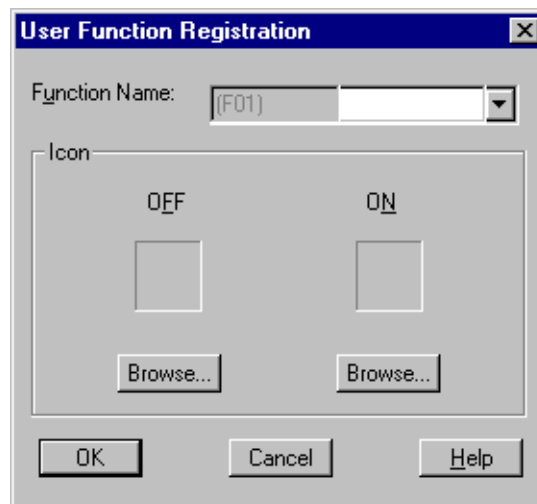 User Function Registration
Function Name: (F01)
Icon
OFF ON
Browse... Browse...
OK Cancel Help